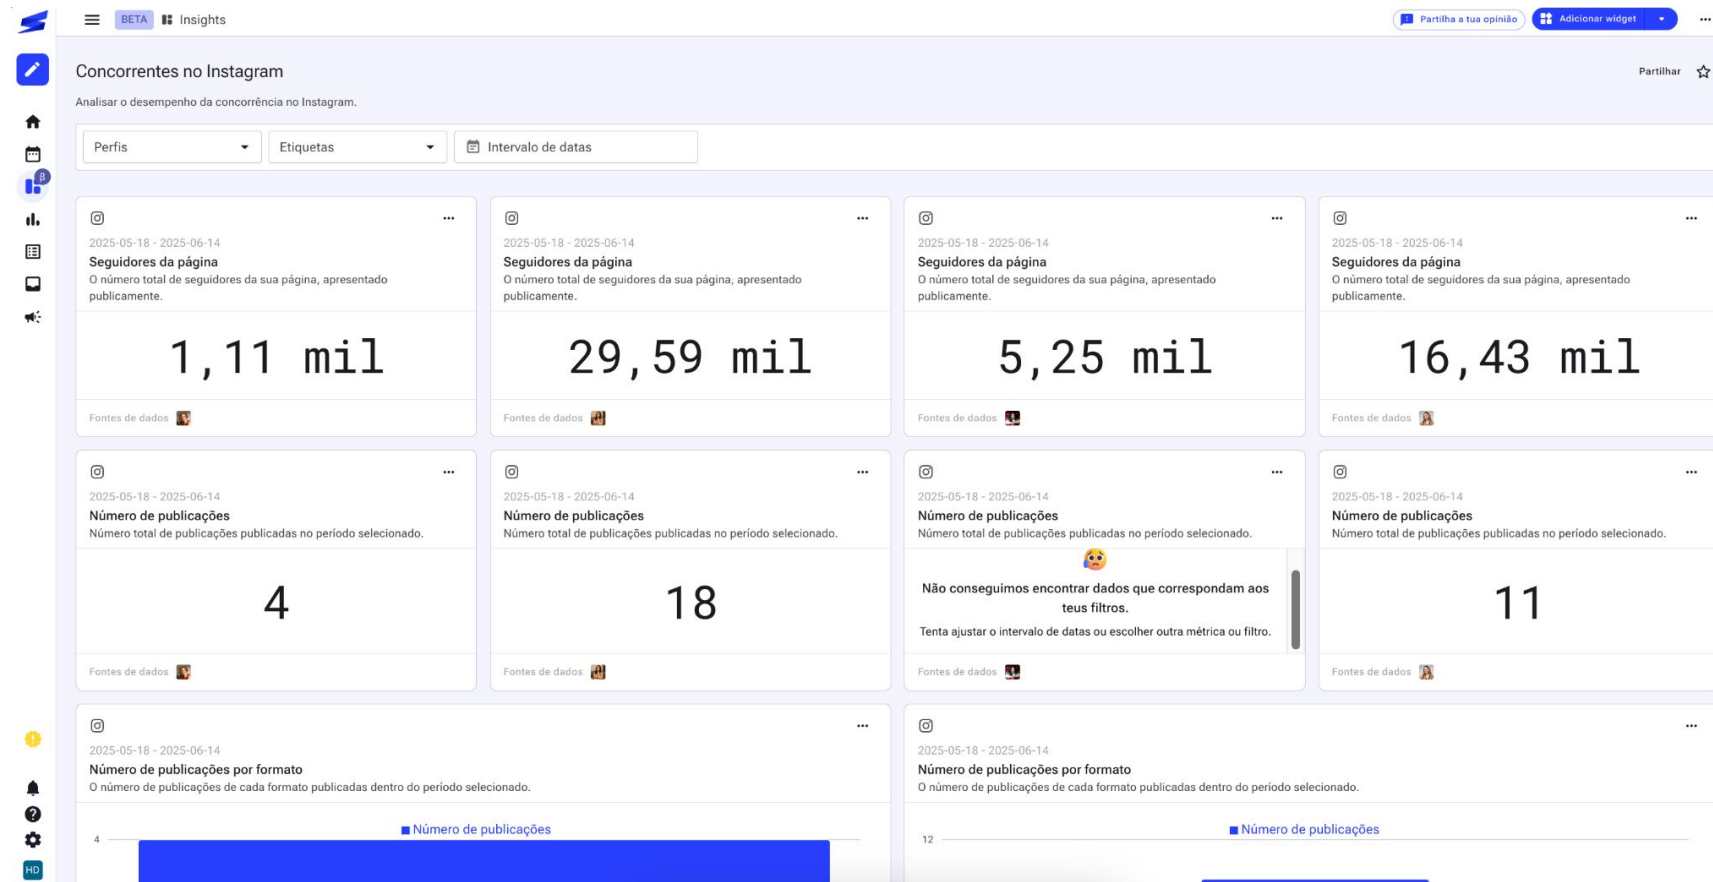 BETA Insights
Partilha a tua opinião
Adicionar widget
Concorrentes no Instagram
Partilhar
Analisar o desempenho da concorrência no Instagram.
Perfis
Etiquetas
Intervalo de datas
β
2025-05-18 - 2025-06-14
Seguidores da página
O número total de seguidores da sua página, apresentado
publicamente.
1,11 mil
Fontes de dados
2025-05-18 - 2025-06-14
Seguidores da página
O número total de seguidores da sua página, apresentado
publicamente.
29,59 mil
Fontes de dados
2025-05-18 - 2025-06-14
Seguidores da página
O número total de seguidores da sua página, apresentado
publicamente.
5,25 mil
Fontes de dados
2025-05-18 - 2025-06-14
Seguidores da página
O número total de seguidores da sua página, apresentado
publicamente.
16,43 mil
Fontes de dados
2025-05-18 - 2025-06-14
Número de publicações
Número total de publicações publicadas no período selecionado.
4
Fontes de dados
2025-05-18 - 2025-06-14
Número de publicações
Número total de publicações publicadas no período selecionado.
18
Fontes de dados
2025-05-18 - 2025-06-14
Número de publicações
Número total de publicações publicadas no período selecionado.
Não conseguimos encontrar dados que correspondam aos
teus filtros.
Tenta ajustar o intervalo de datas ou escolher outra métrica ou filtro.
Fontes de dados
2025-05-18 - 2025-06-14
Número de publicações
Número total de publicações publicadas no período selecionado.
11
Fontes de dados
2025-05-18 - 2025-06-14
Número de publicações por formato
O número de publicações de cada formato publicadas dentro do período selecionado.
Número de publicações
4
2025-05-18 - 2025-06-14
Número de publicações por formato
O número de publicações de cada formato publicadas dentro do período selecionado.
Número de publicações
12
HD